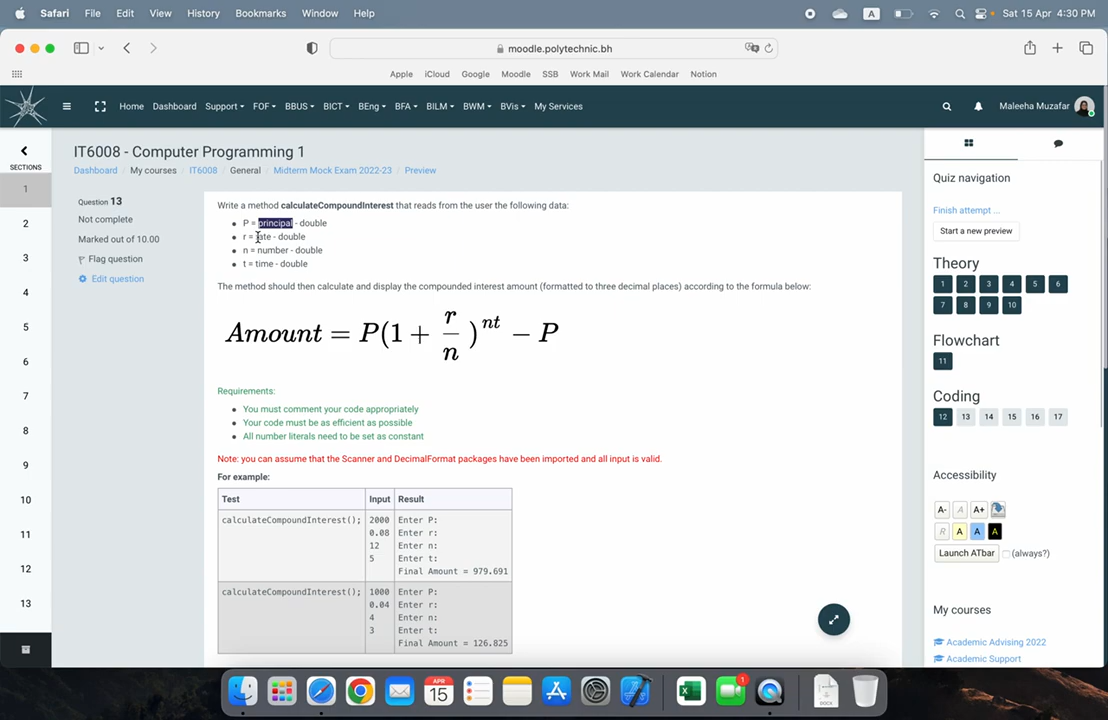 Safari File Edit View History Bookmarks Window Help A Sat 15 Apr 4:30 PM
moodle.polytechnic.bh
Apple iCloud Google Moodle SSB Work Mail Work Calendar Notion
Home Dashboard Support FOF BBUS BICT BEng BFA BILM BWM BVis My Services Maleeha Muzafar
SECTIONS
1
2
3
4
5
6
7
8
9
10
11
12
13
IT6008 - Computer Programming 1
Dashboard / My courses / IT6008 / General / Midterm Mock Exam 2022-23 / Preview
Question 13
Not complete
Marked out of 10.00
Flag question
Edit question
Write a method calculateCompoundInterest that reads from the user the following data:
P = principal - double
r = rate - double
n = number - double
t = time - double
The method should then calculate and display the compounded interest amount (formatted to three decimal places) according to the formula below:
Amount = P(1 + r/n)^nt − P
Requirements:
You must comment your code appropriately
Your code must be as efficient as possible
All number literals need to be set as constant
Note: you can assume that the Scanner and DecimalFormat packages have been imported and all input is valid.
For example:
Test Input Result
calculateCompoundInterest(); 2000 Enter P:
0.08 Enter r:
12 Enter n:
5 Enter t:
Final Amount = 979.691
calculateCompoundInterest(); 1000 Enter P:
0.04 Enter r:
4 Enter n:
3 Enter t:
Final Amount = 126.825
Quiz navigation
Finish attempt ...
Start a new preview
Theory
1 2 3 4 5 6
7 8 9 10
Flowchart
11
Coding
12 13 14 15 16 17
Accessibility
A- A A+
R A A A
Launch ATbar (always?)
My courses
Academic Advising 2022
Academic Support
APR
15
1
DOCX